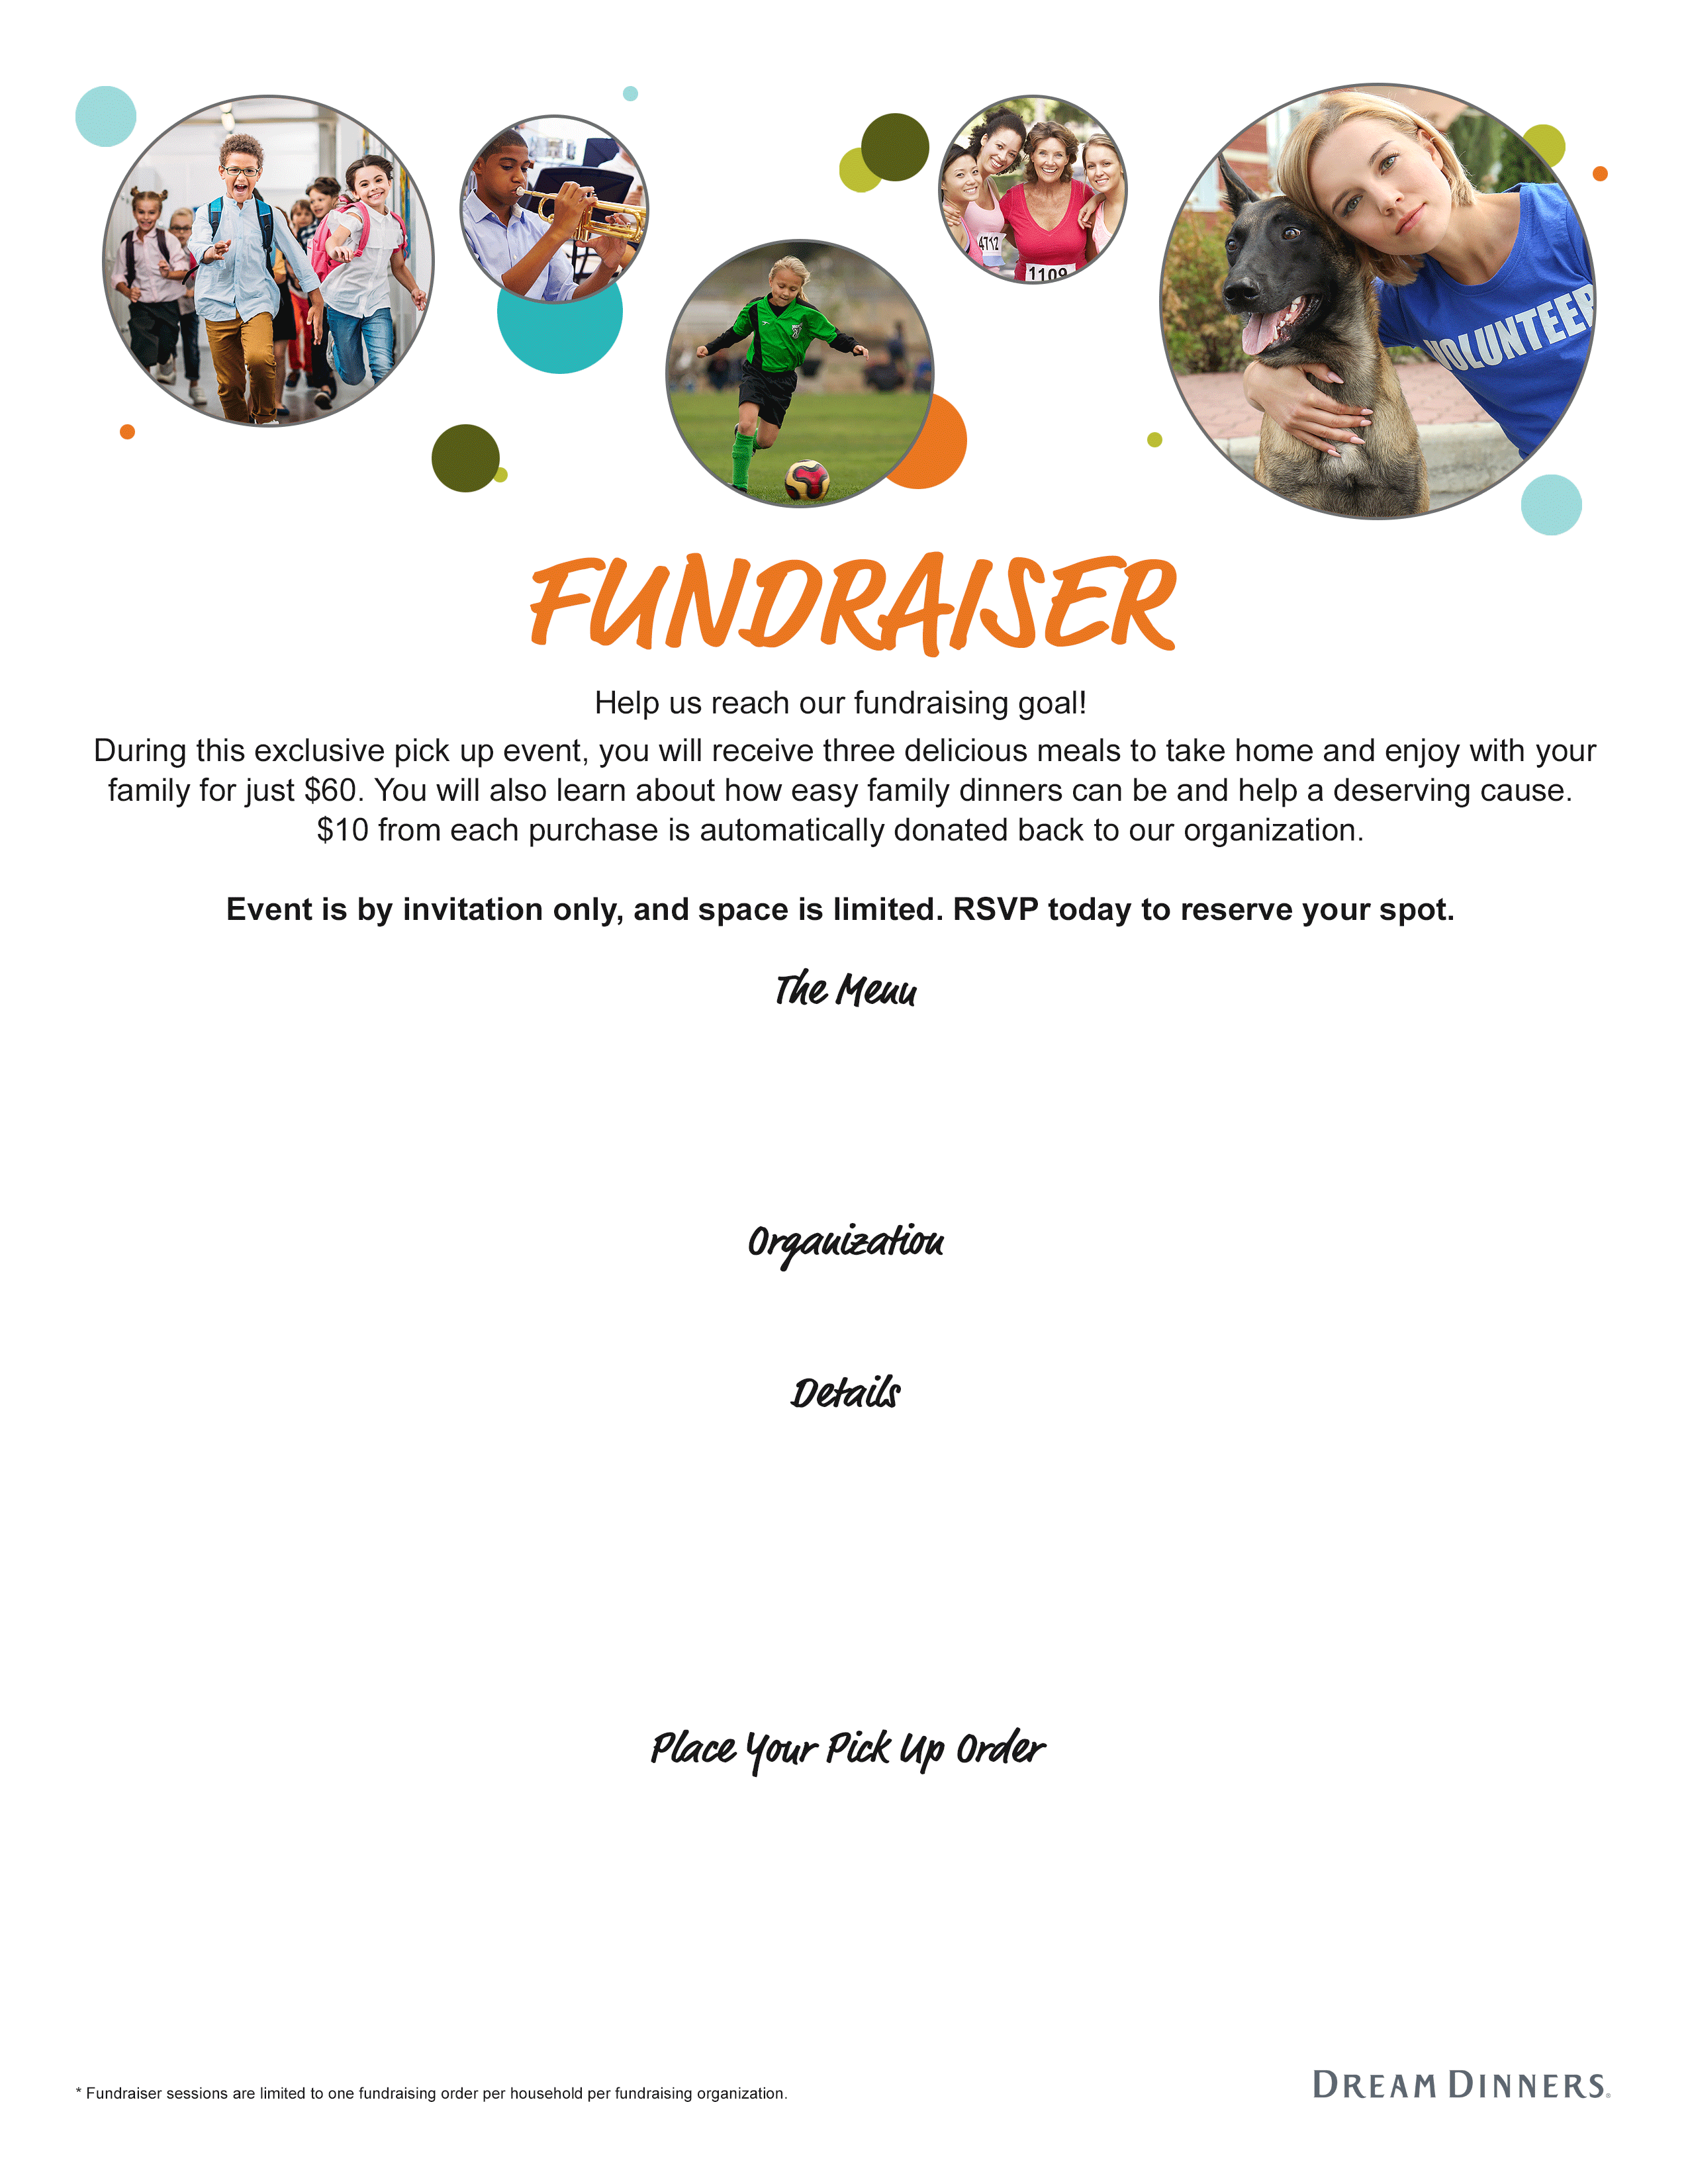 4712
1109
VOLUNTEER
FUNDRAISER
Help us reach our fundraising goal!
During this exclusive pick up event, you will receive three delicious meals to take home and enjoy with your
family for just $60. You will also learn about how easy family dinners can be and help a deserving cause.
$10 from each purchase is automatically donated back to our organization.
Event is by invitation only, and space is limited. RSVP today to reserve your spot.
The Menu
Organization
Details
Place Your Pick Up Order
* Fundraiser sessions are limited to one fundraising order per household per fundraising organization.
DREAM DINNERS®